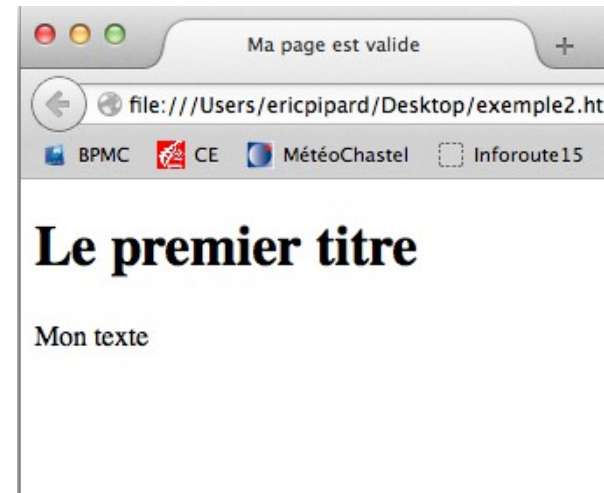 Ma page est valide
file:///Users/ericpipard/Desktop/exemple2.ht
BPMC CE MétéoChastel Inforoute15
Le premier titre
Mon texte